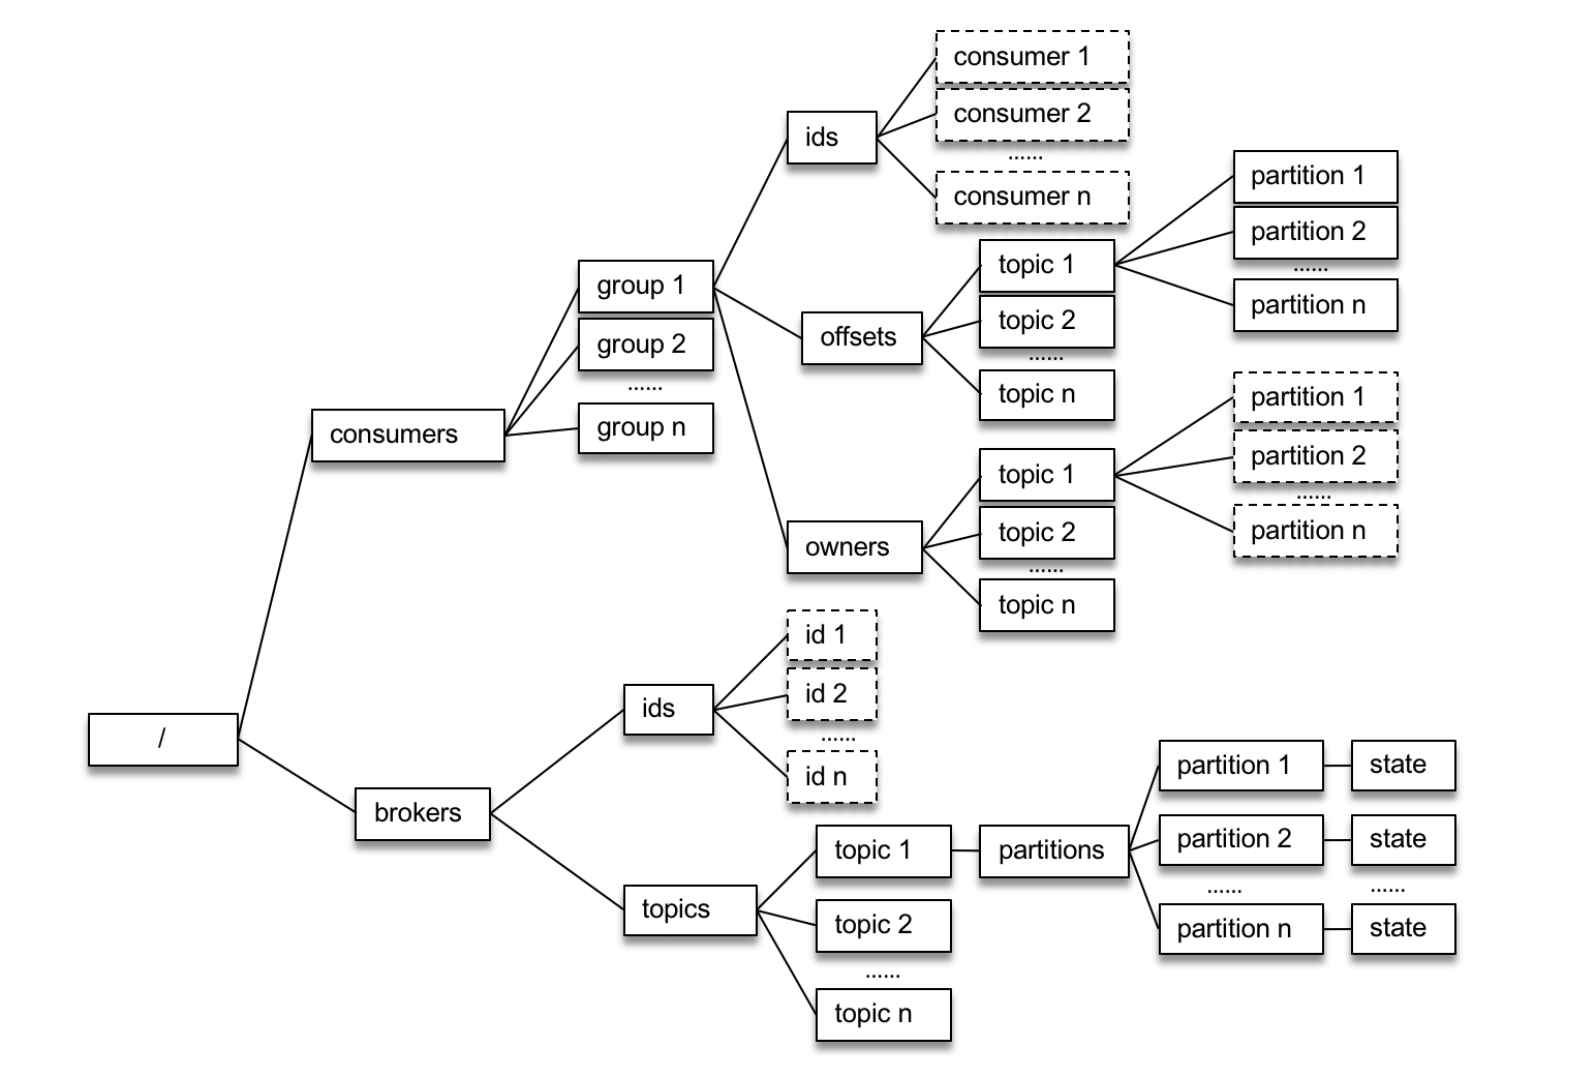 consumer 1
consumer 2
......
consumer n
ids
partition 1
partition 2
......
partition n
topic 1
topic 2
......
topic n
offsets
group 1
group 2
......
group n
consumers
partition 1
partition 2
......
partition n
topic 1
topic 2
......
topic n
owners
id 1
id 2
......
id n
ids
/
brokers
partition 1
state
partition 2
state
......
......
partition n
state
topic 1
partitions
topics
topic 2
......
topic n